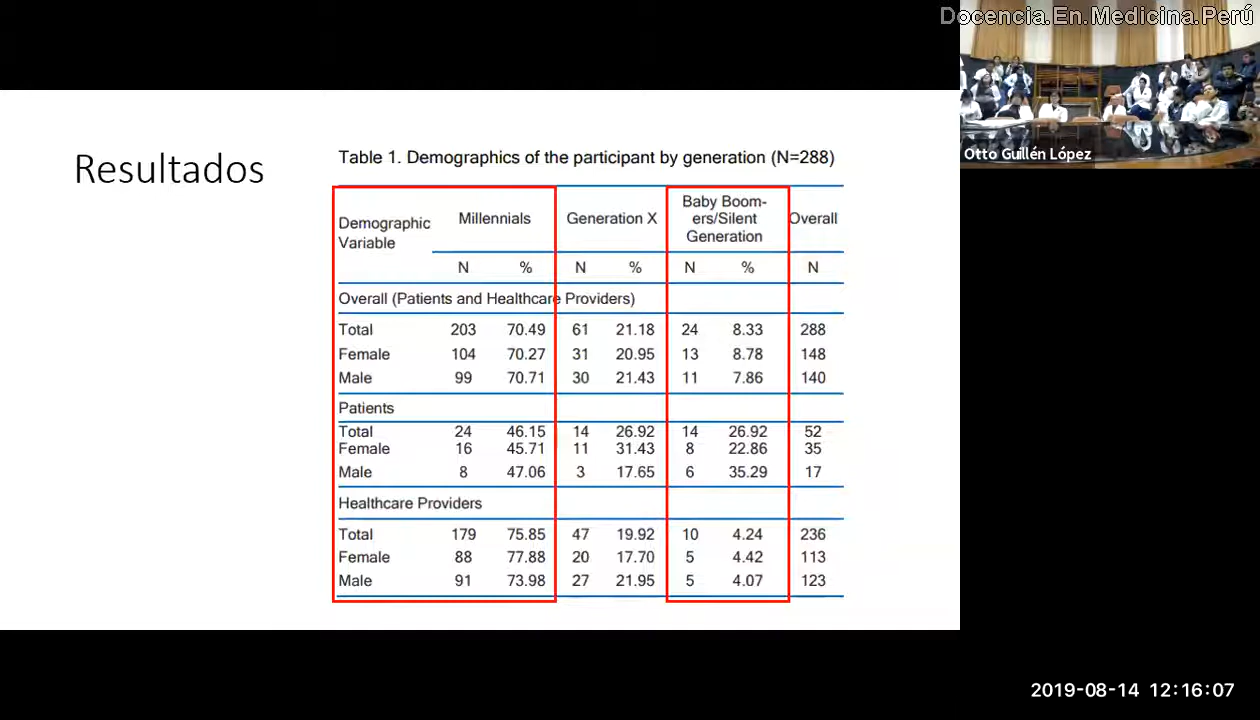 Docencia.En.Medicina.Perú
Otto Guillén López
Resultados
Table 1. Demographics of the participant by generation (N=288)
Demographic Variable Millennials Generation X Baby Boom-ers/Silent Generation Overall
N % N % N % N
Overall (Patients and Healthcare Providers)
Total 203 70.49 61 21.18 24 8.33 288
Female 104 70.27 31 20.95 13 8.78 148
Male 99 70.71 30 21.43 11 7.86 140
Patients
Total 24 46.15 14 26.92 14 26.92 52
Female 16 45.71 11 31.43 8 22.86 35
Male 8 47.06 3 17.65 6 35.29 17
Healthcare Providers
Total 179 75.85 47 19.92 10 4.24 236
Female 88 77.88 20 17.70 5 4.42 113
Male 91 73.98 27 21.95 5 4.07 123
2019-08-14 12:16:07